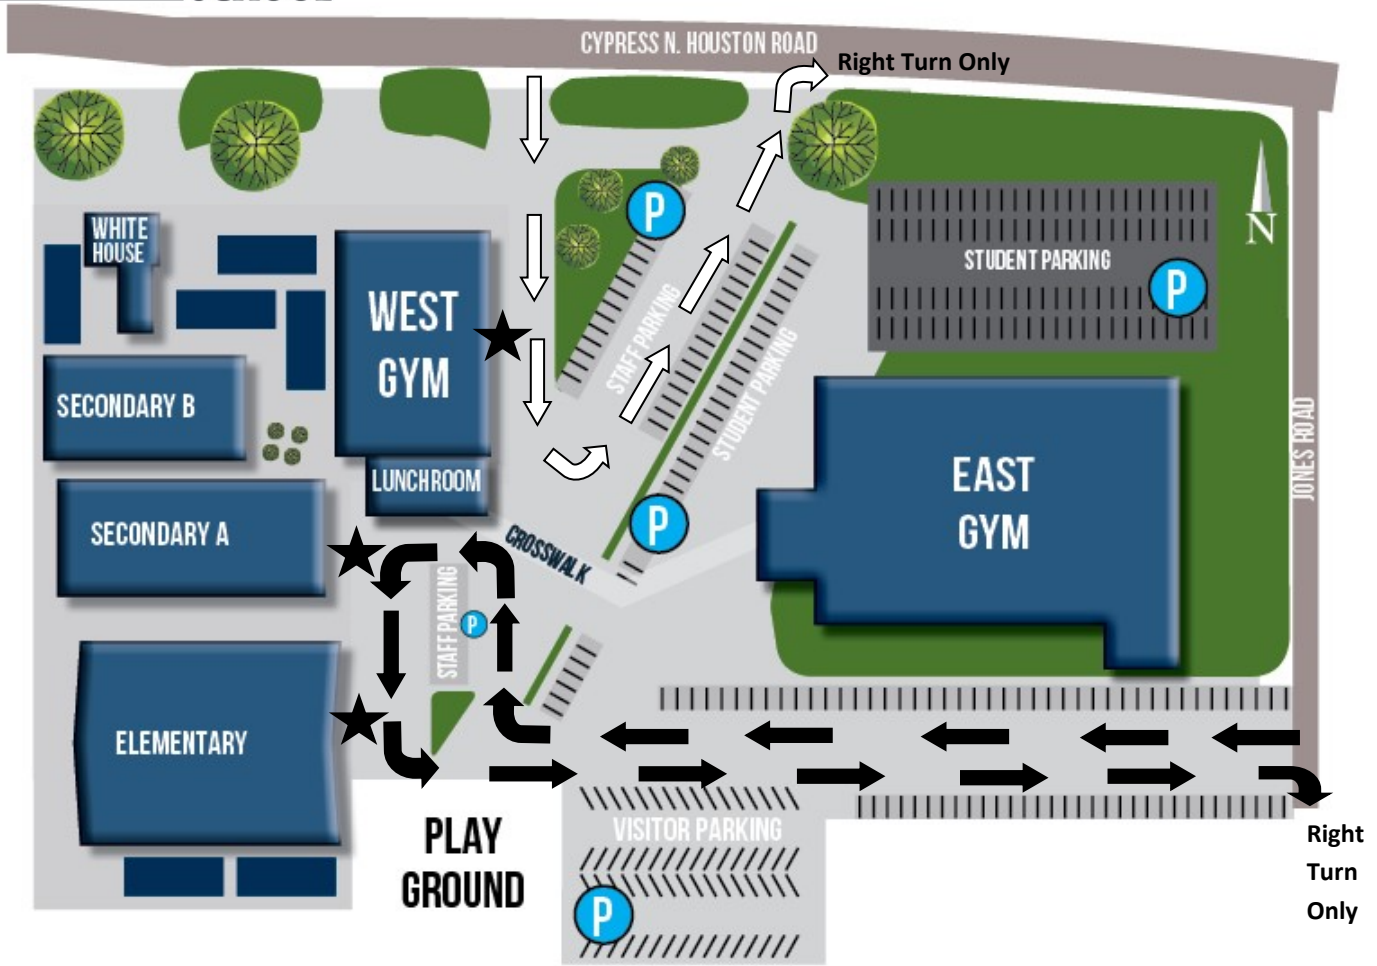 CYPRESS N. HOUSTON ROAD
Right Turn Only
WHITE
HOUSE
N
P
STUDENT PARKING
P
WEST
GYM
STAFF PARKING
STUDENT PARKING
SECONDARY B
JONES ROAD
LUNCHROOM
EAST
GYM
SECONDARY A
P
CROSSWALK
STAFF PARKING
P
ELEMENTARY
PLAY
GROUND
VISITOR PARKING
P
Right
Turn
Only